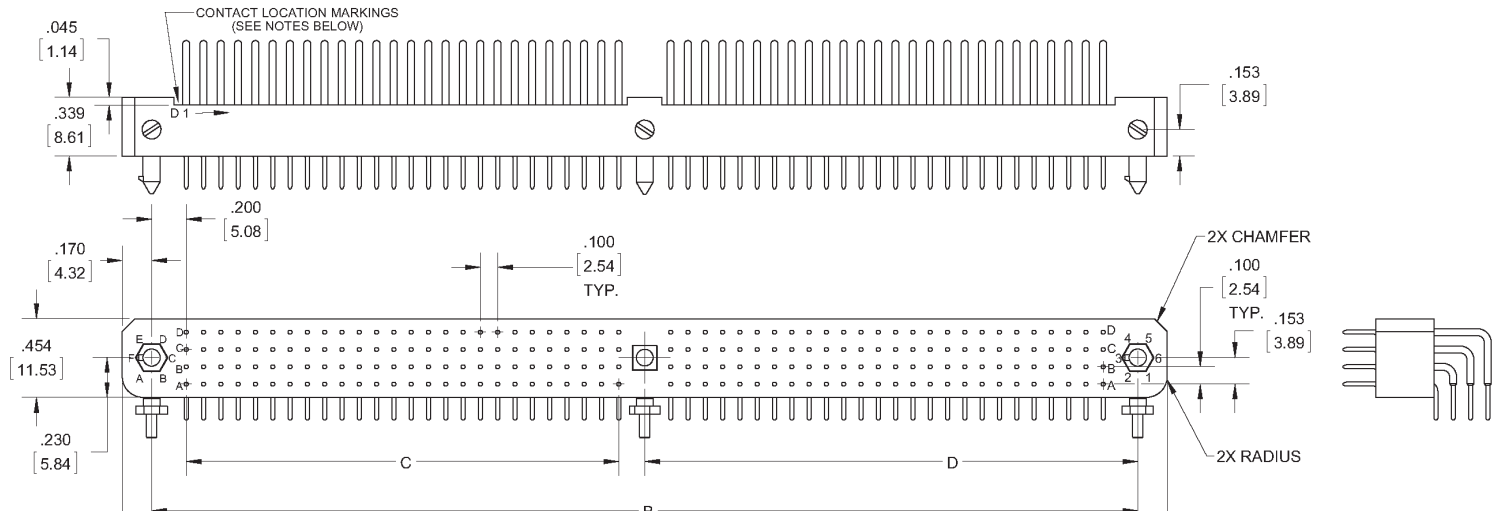 CONTACT LOCATION MARKINGS
(SEE NOTES BELOW)
.045
[1.14]
.153
[3.89]
D 1
.339
[8.61]
.200
[5.08]
.170
[4.32]
.100
[2.54]
TYP.
2X CHAMFER
.100
[2.54]
TYP.
.153
[3.89]
.454
[11.53]
E D
F C
A B
D
C
B
A
D
C
B
A
4 5
3 6
2 1
.230
[5.84]
C
D
2X RADIUS